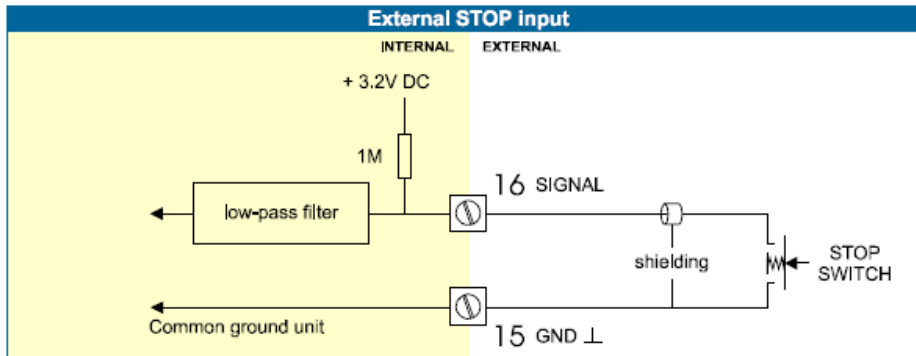 External STOP input
INTERNAL
EXTERNAL
+ 3.2V DC
1M
16 SIGNAL
low-pass filter
shielding
STOP
SWITCH
Common ground unit
15 GND ⊥